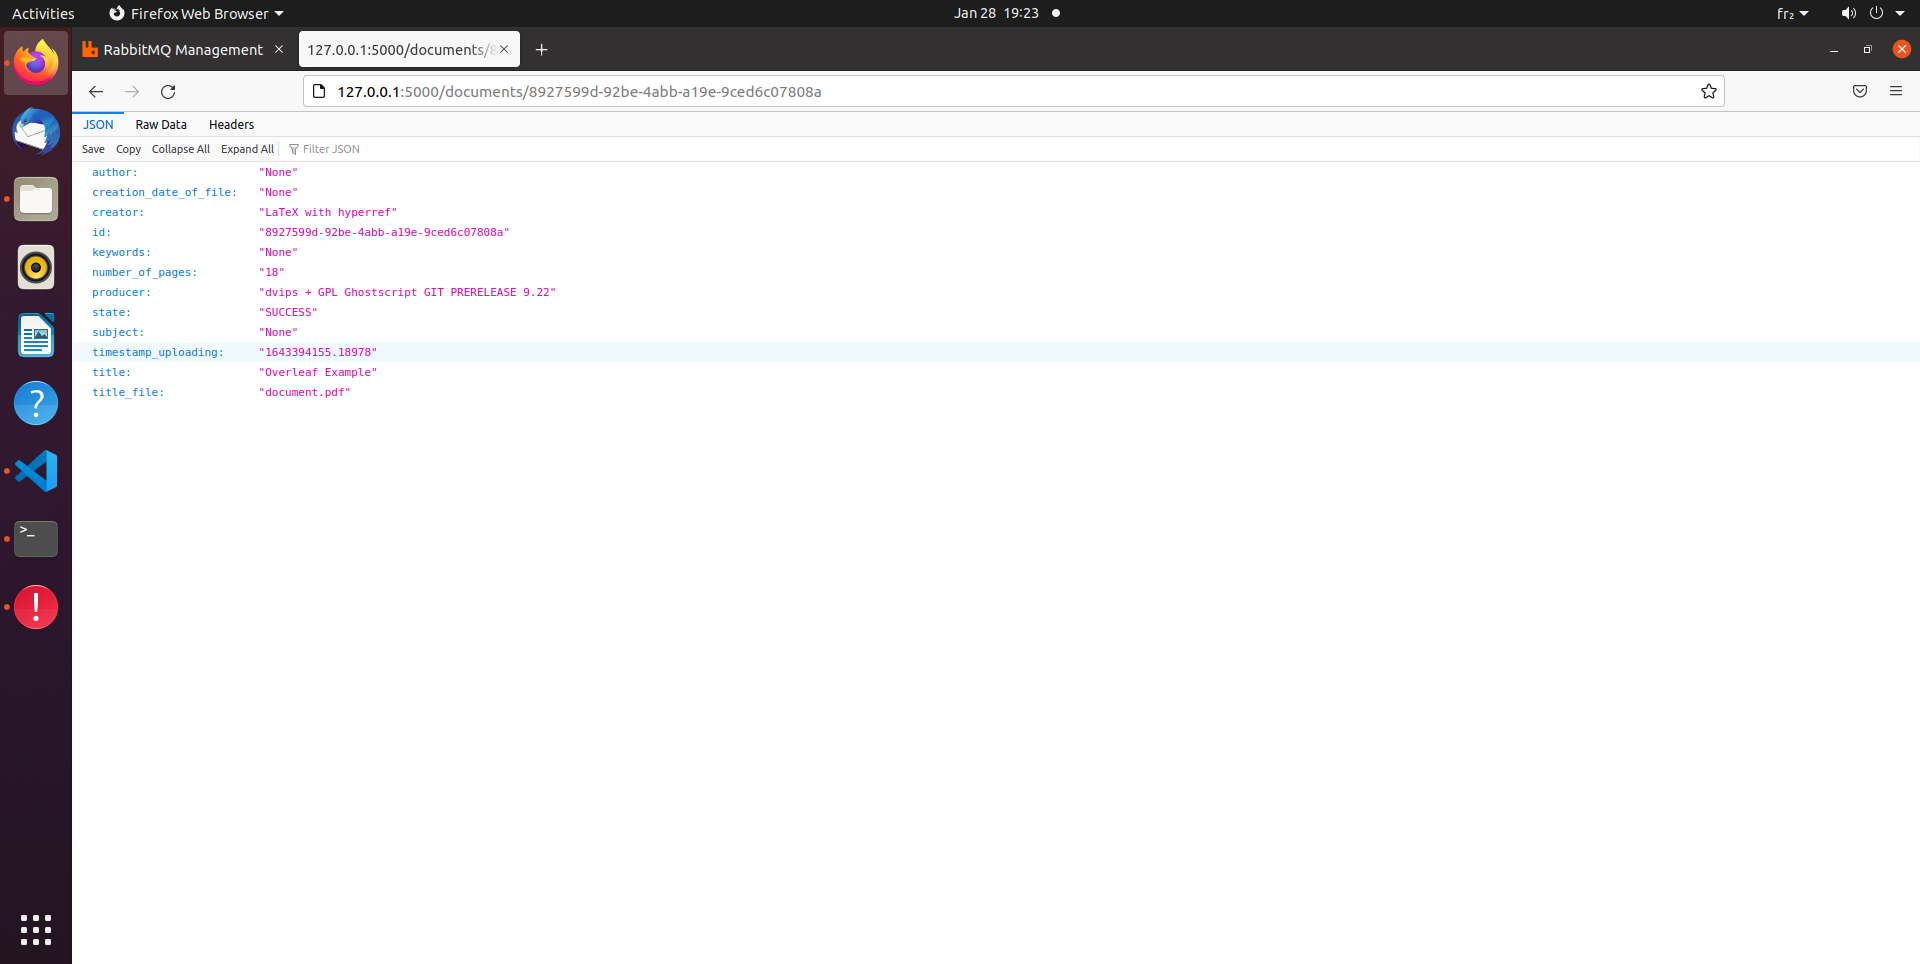 Activities Firefox Web Browser Jan 28 19:23 fr₂
RabbitMQ Management 127.0.0.1:5000/documents/8
127.0.0.1:5000/documents/8927599d-92be-4abb-a19e-9ced6c07808a
JSON Raw Data Headers
Save Copy Collapse All Expand All Filter JSON
author: "None"
creation_date_of_file: "None"
creator: "LaTeX with hyperref"
id: "8927599d-92be-4abb-a19e-9ced6c07808a"
keywords: "None"
number_of_pages: "18"
producer: "dvips + GPL Ghostscript GIT PRERELEASE 9.22"
state: "SUCCESS"
subject: "None"
timestamp_uploading: "1643394155.18978"
title: "Overleaf Example"
title_file: "document.pdf"